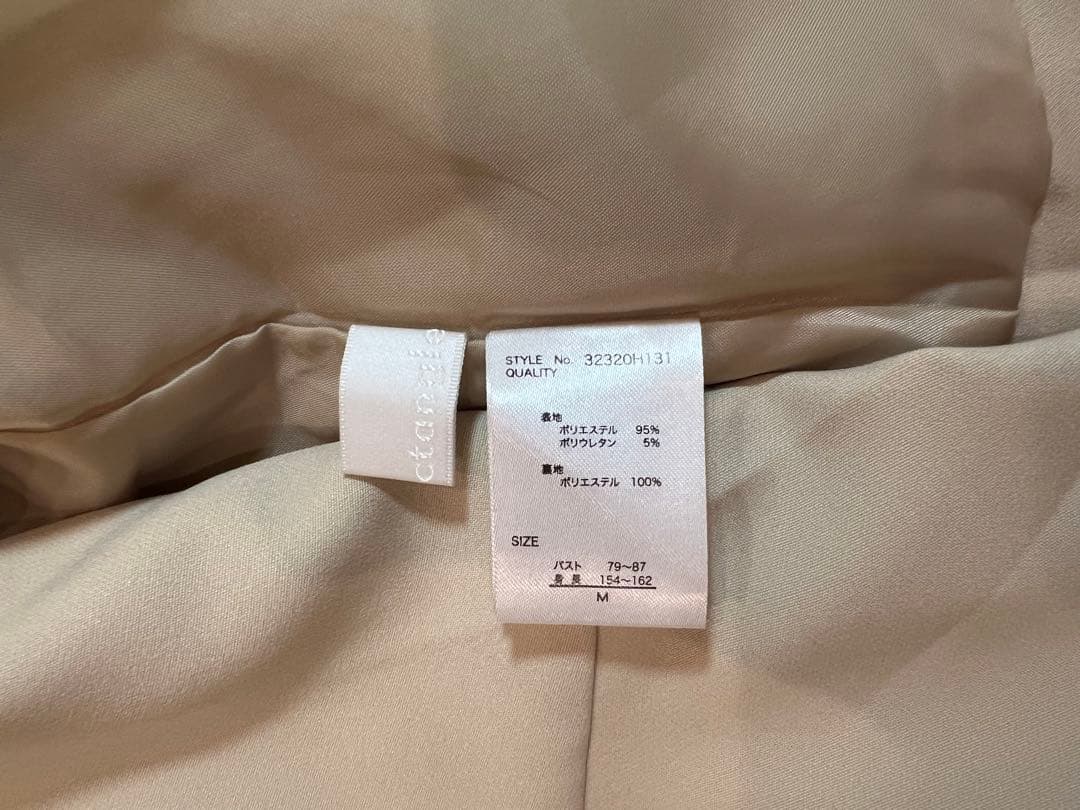 ctangle
STYLE No. 32320H131
QUALITY
表地
ポリエステル 95%
ポリウレタン 5%
裏地
ポリエステル 100%
SIZE
バスト 79～87
身長 154～162
M